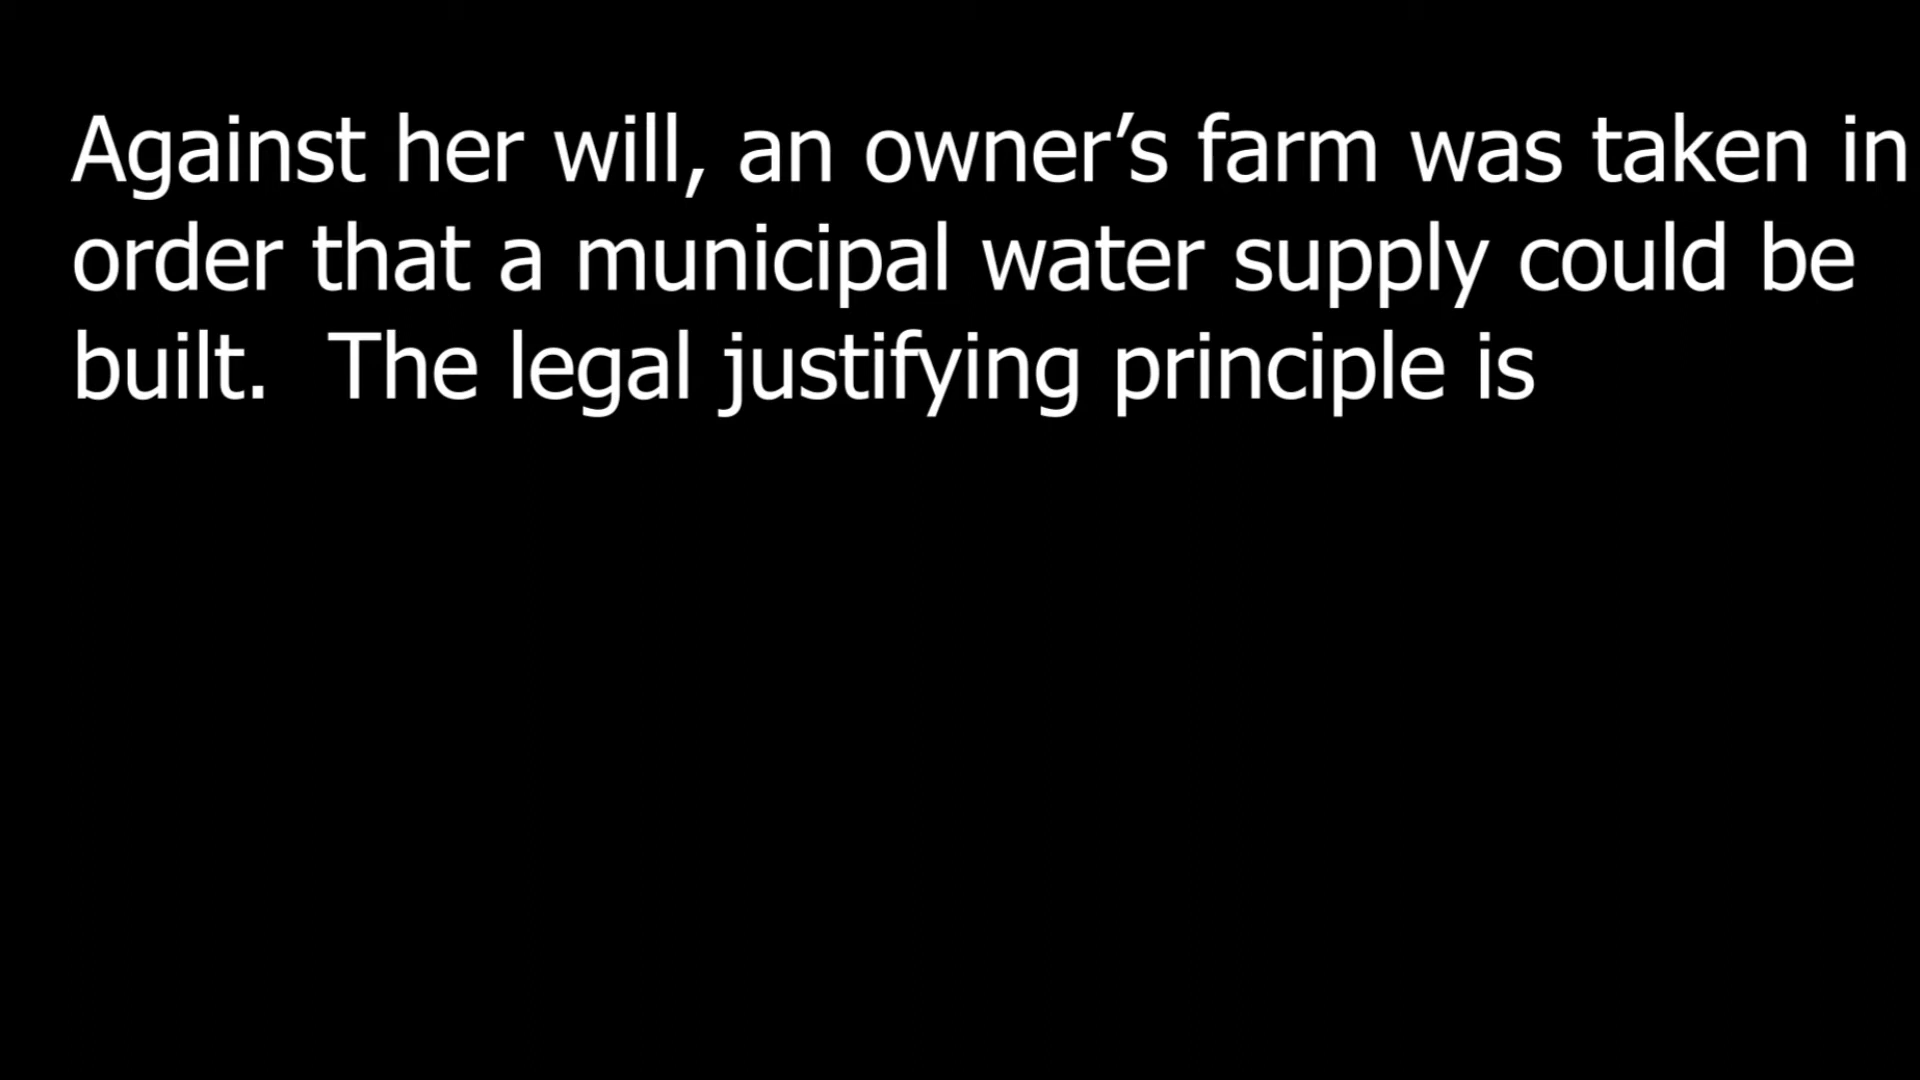 Against her will, an owner’s farm was taken in
order that a municipal water supply could be
built.  The legal justifying principle is